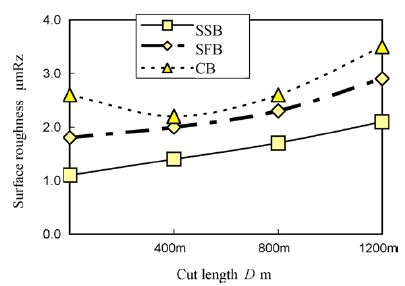 4.0
3.0
2.0
1.0
0.0
Surface roughness μmRz
SSB
SFB
CB
400m
800m
1200m
Cut length D m